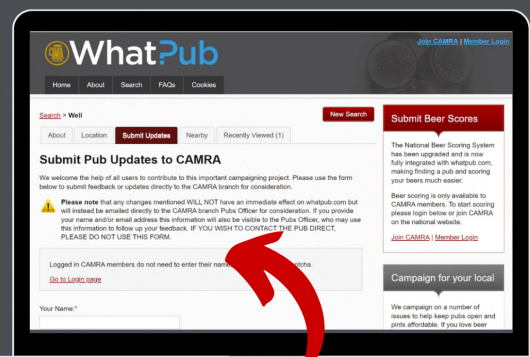 WhatPub
Join CAMRA | Member Login
Home About Search FAQs Cookies
Search > Well
New Search
About Location Submit Updates Nearby Recently Viewed (1)
Submit Pub Updates to CAMRA
We welcome the help of all users to contribute to this important campaigning project. Please use the form
below to submit feedback or updates directly to the CAMRA branch for consideration.
Please note that any changes mentioned WILL NOT have an immediate effect on whatpub.com but
will instead be emailed directly to the CAMRA branch Pubs Officer for consideration. If you provide
your name and/or email address this information will also be visible to the Pubs Officer, who may use
this information to follow up your feedback. IF YOU WISH TO CONTACT THE PUB DIRECT,
PLEASE DO NOT USE THIS FORM.
Logged in CAMRA members do not need to enter their
Go to Login page
Your Name:*
Submit Beer Scores
The National Beer Scoring System
has been upgraded and is now
fully integrated with whatpub.com,
making finding a pub and scoring
your beers much easier.
Beer scoring is only available to
CAMRA members. To start scoring
please login below or join CAMRA
on the national website.
Join CAMRA | Member Login
Campaign for your local
We campaign on a number of
issues to help keep pubs open and
pints affordable. If you love beer